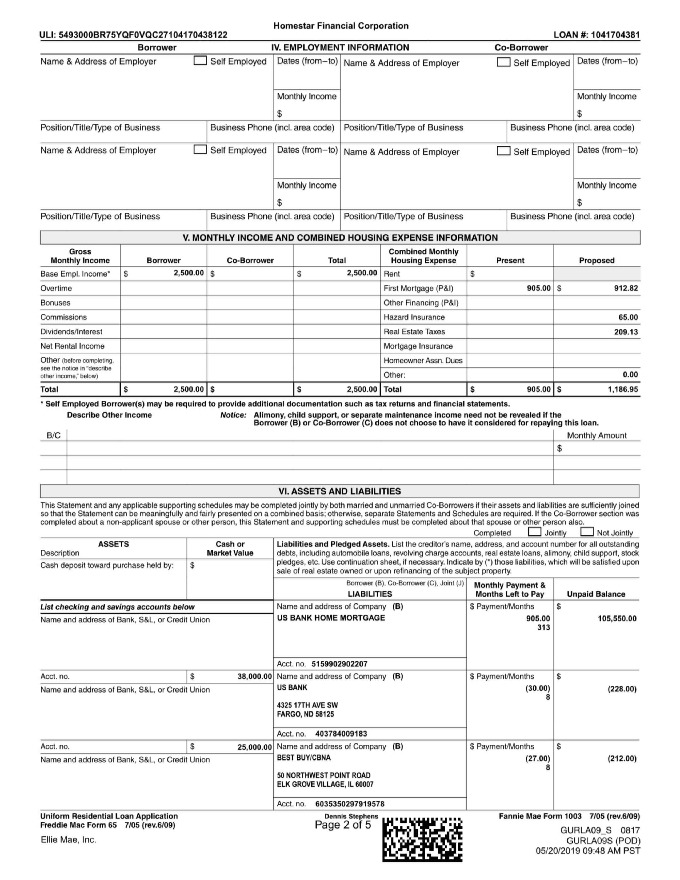 Homestar Financial Corporation
ULI: 5493000BR75YQF0VQC27104170438122 LOAN #: 1041704381
Borrower IV. EMPLOYMENT INFORMATION Co-Borrower
Name & Address of Employer Self Employed Dates (from–to) Name & Address of Employer Self Employed Dates (from–to)
Monthly Income Monthly Income
$ $
Position/Title/Type of Business Business Phone (incl. area code) Position/Title/Type of Business Business Phone (incl. area code)
Name & Address of Employer Self Employed Dates (from–to) Name & Address of Employer Self Employed Dates (from–to)
Monthly Income Monthly Income
$ $
Position/Title/Type of Business Business Phone (incl. area code) Position/Title/Type of Business Business Phone (incl. area code)
V. MONTHLY INCOME AND COMBINED HOUSING EXPENSE INFORMATION
Gross Combined Monthly
Monthly Income Borrower Co-Borrower Total Housing Expense Present Proposed
Base Empl. Income* $ 2,500.00 $ $ 2,500.00 Rent $
Overtime First Mortgage (P&I) 905.00 $ 912.82
Bonuses Other Financing (P&I)
Commissions Hazard Insurance 65.00
Dividends/Interest Real Estate Taxes 209.13
Net Rental Income Mortgage Insurance
Other (before completing, Homeowner Assn. Dues
see the notice in "describe
other income," below) Other: 0.00
Total $ 2,500.00 $ $ 2,500.00 Total $ 905.00 $ 1,186.95
* Self Employed Borrower(s) may be required to provide additional documentation such as tax returns and financial statements.
Describe Other Income Notice: Alimony, child support, or separate maintenance income need not be revealed if the
Borrower (B) or Co-Borrower (C) does not choose to have it considered for repaying this loan.
B/C Monthly Amount
$
VI. ASSETS AND LIABILITIES
This Statement and any applicable supporting schedules may be completed jointly by both married and unmarried Co-Borrowers if their assets and liabilities are sufficiently joined
so that the Statement can be meaningfully and fairly presented on a combined basis; otherwise, separate Statements and Schedules are required. If the Co-Borrower section was
completed about a non-applicant spouse or other person, this Statement and supporting schedules must be completed about that spouse or other person also.
Completed Jointly Not Jointly
ASSETS Cash or Liabilities and Pledged Assets. List the creditor's name, address, and account number for all outstanding
Description Market Value debts, including automobile loans, revolving charge accounts, real estate loans, alimony, child support, stock
Cash deposit toward purchase held by: $ pledges, etc. Use continuation sheet, if necessary. Indicate by (*) those liabilities, which will be satisfied upon
sale of real estate owned or upon refinancing of the subject property.
Borrower (B), Co-Borrower (C), Joint (J) Monthly Payment &
LIABILITIES Months Left to Pay Unpaid Balance
List checking and savings accounts below Name and address of Company (B) $ Payment/Months $
Name and address of Bank, S&L, or Credit Union US BANK HOME MORTGAGE 905.00 105,550.00
313
Acct. no. 5159902902207
Acct. no. $ 38,000.00 Name and address of Company (B) $ Payment/Months $
Name and address of Bank, S&L, or Credit Union US BANK (30.00) (228.00)
8
4325 17TH AVE SW
FARGO, ND 58125
Acct. no. 403784009183
Acct. no. $ 25,000.00 Name and address of Company (B) $ Payment/Months $
Name and address of Bank, S&L, or Credit Union BEST BUY/CBNA (27.00) (212.00)
8
50 NORTHWEST POINT ROAD
ELK GROVE VILLAGE, IL 60007
Acct. no. 6035350297919578
Uniform Residential Loan Application Dennis Stephens Fannie Mae Form 1003 7/05 (rev.6/09)
Freddie Mac Form 65 7/05 (rev.6/09) Page 2 of 5
Ellie Mae, Inc. GURLA09_S 0817
GURLA09S (POD)
05/20/2019 09:48 AM PST